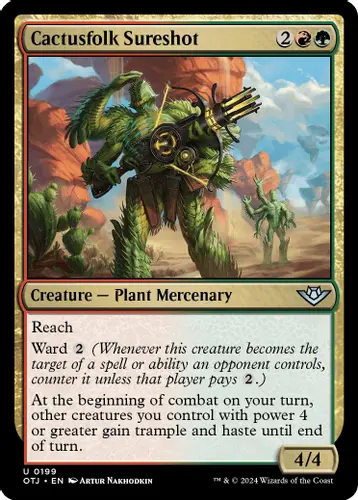 Cactusfolk Sureshot 2
Creature — Plant Mercenary
Reach
Ward 2 (Whenever this creature becomes the
target of a spell or ability an opponent controls,
counter it unless that player pays 2.)
At the beginning of combat on your turn,
other creatures you control with power 4
or greater gain trample and haste until end
of turn.
4/4
U 0199
OTJ • EN Artur Nakhodkin
™ & © 2024 Wizards of the Coast